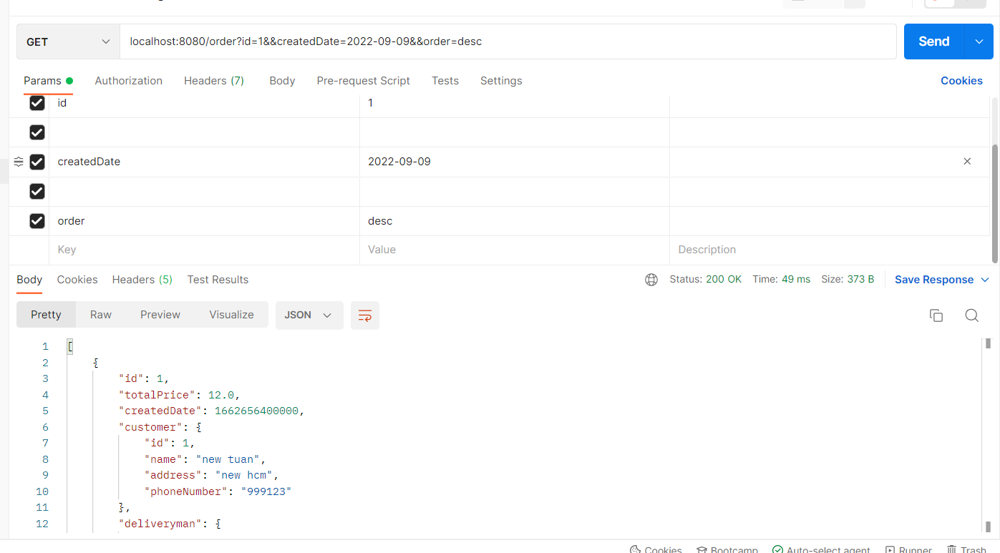 GET
localhost:8080/order?id=1&&createdDate=2022-09-09&&order=desc
Send
Params
Authorization
Headers (7)
Body
Pre-request Script
Tests
Settings
Cookies
id 1
createdDate 2022-09-09
order desc
Key Value Description
Body
Cookies
Headers (5)
Test Results
Status: 200 OK Time: 49 ms Size: 373 B
Save Response
Pretty
Raw
Preview
Visualize
JSON
1 [
2 {
3 "id": 1,
4 "totalPrice": 12.0,
5 "createdDate": 1662656400000,
6 "customer": {
7 "id": 1,
8 "name": "new tuan",
9 "address": "new hcm",
10 "phoneNumber": "999123"
11 },
12 "deliveryman": {
Cookies
Bootcamp
Auto-select agent
Runner
Trash